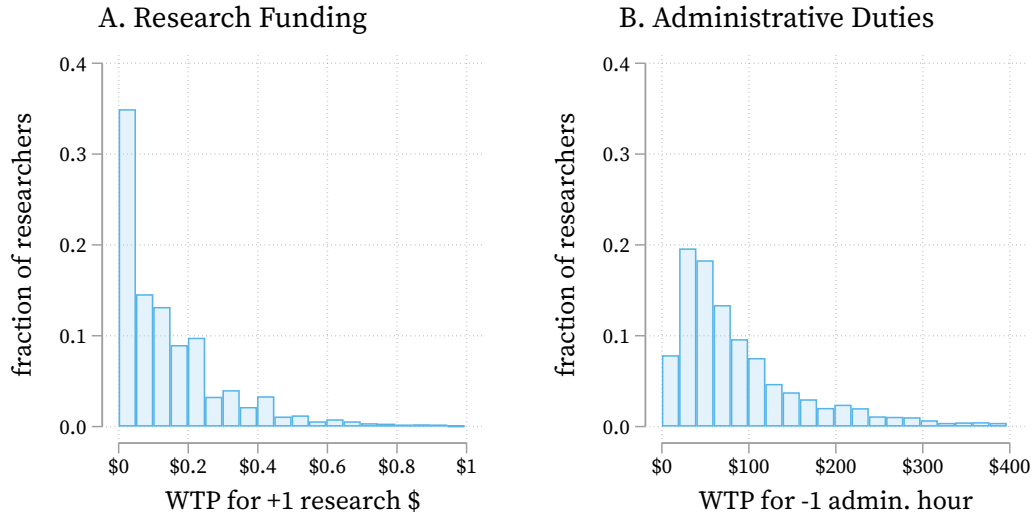 A. Research Funding
fraction of researchers
0.4
0.3
0.2
0.1
0.0
$0 $0.2 $0.4 $0.6 $0.8 $1
WTP for +1 research $
B. Administrative Duties
fraction of researchers
0.4
0.3
0.2
0.1
0.0
$0 $100 $200 $300 $400
WTP for -1 admin. hour